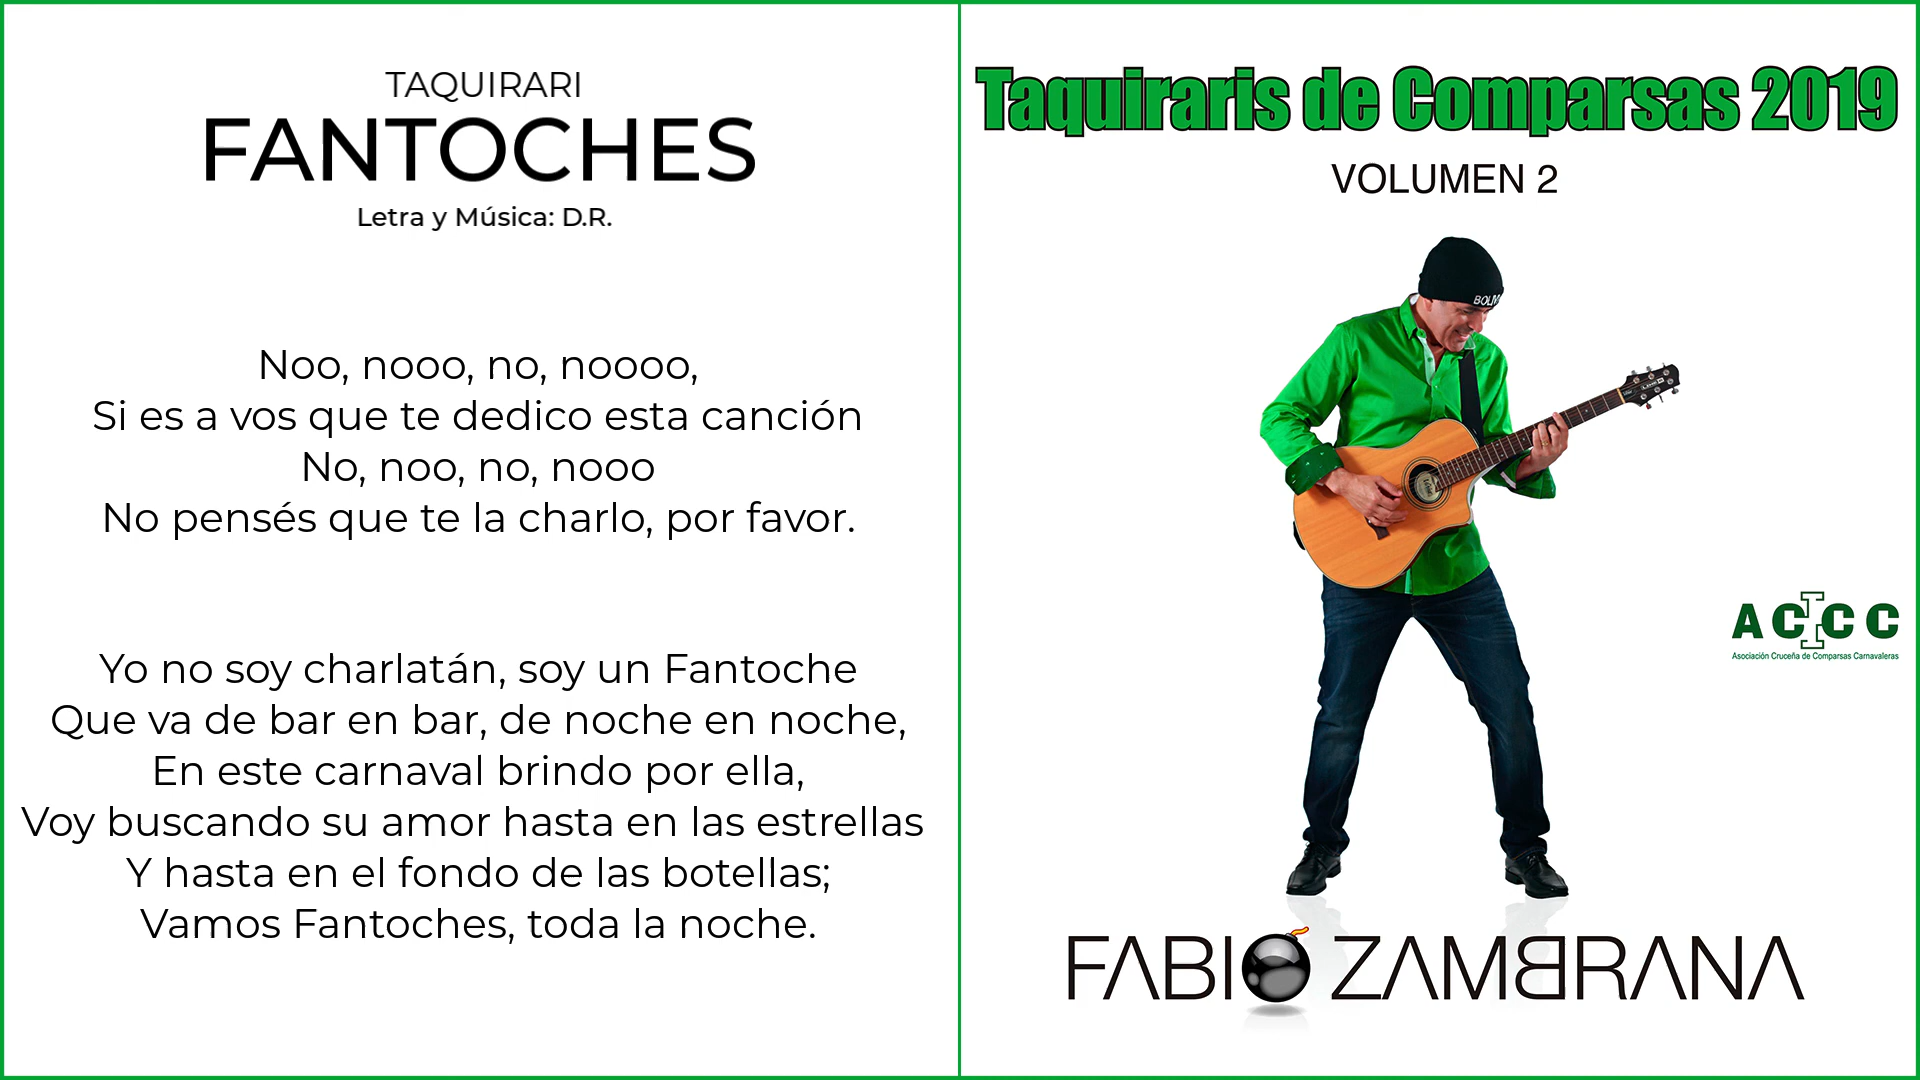 TAQUIRARI
FANTOCHES
Letra y Música: D.R.
Noo, nooo, no, noooo,
Si es a vos que te dedico esta canción
No, noo, no, nooo
No pensés que te la charlo, por favor.
Yo no soy charlatán, soy un Fantoche
Que va de bar en bar, de noche en noche,
En este carnaval brindo por ella,
Voy buscando su amor hasta en las estrellas
Y hasta en el fondo de las botellas;
Vamos Fantoches, toda la noche.
Taquiraris de Comparsas 2019
VOLUMEN 2
ACCC
Asociación Cruceña de Comparsas Carnavaleras
FABIO ZAMBRANA